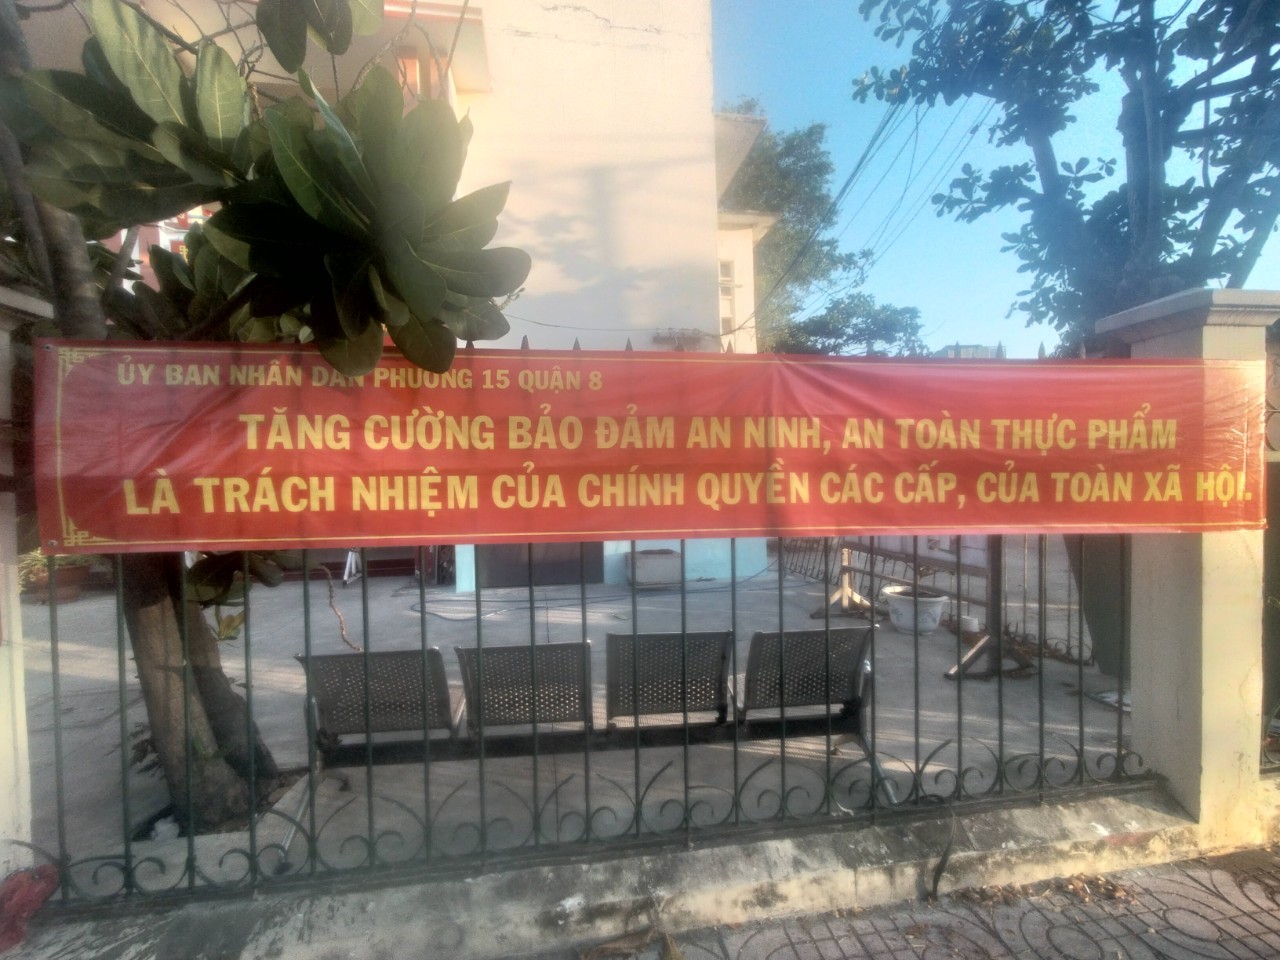 ỦY BAN NHÂN DÂN PHƯỜNG 15 QUẬN 8
TĂNG CƯỜNG BẢO ĐẢM AN NINH, AN TOÀN THỰC PHẨM
LÀ TRÁCH NHIỆM CỦA CHÍNH QUYỀN CÁC CẤP, CỦA TOÀN XÃ HỘI.